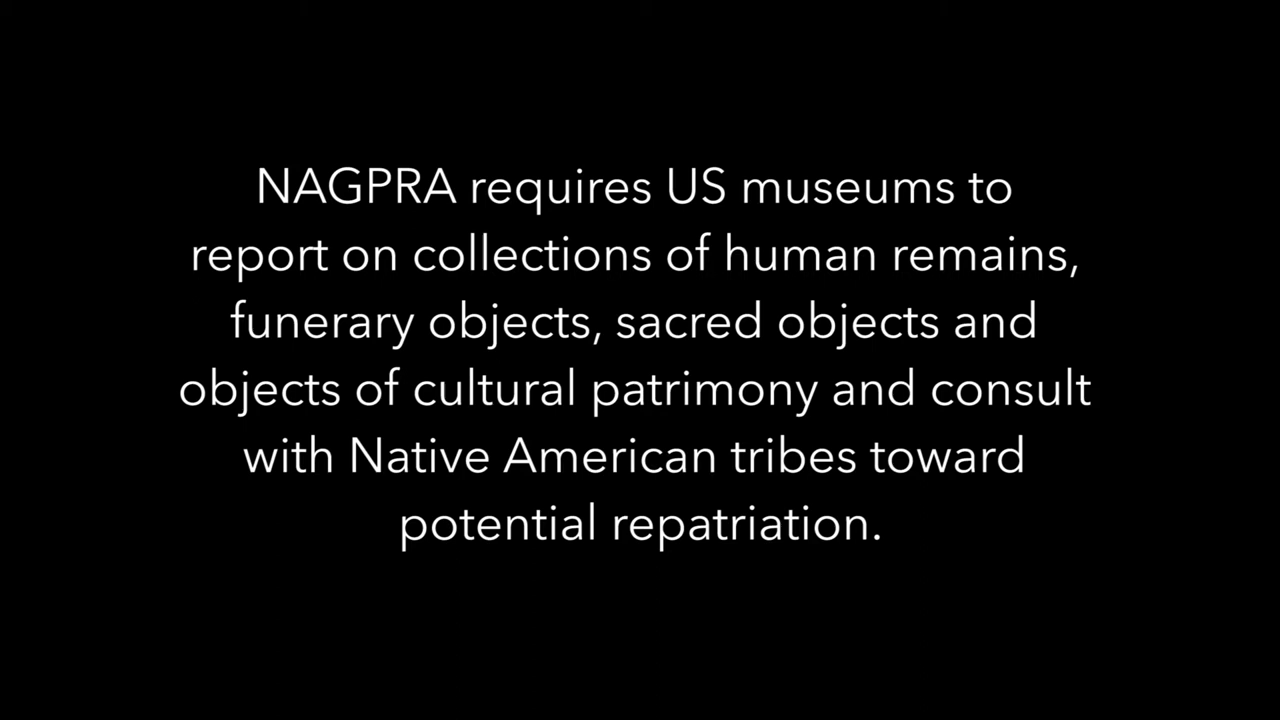 NAGPRA requires US museums to
report on collections of human remains,
funerary objects, sacred objects and
objects of cultural patrimony and consult
with Native American tribes toward
potential repatriation.